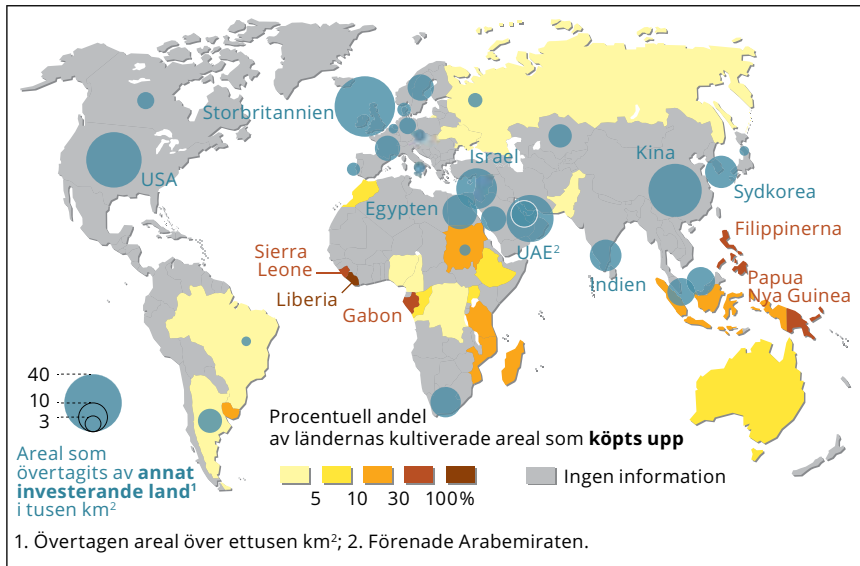 Storbritannien
USA
Israel
Kina
Egypten
Sydkorea
UAE²
Sierra
Leone
Liberia
Gabon
Indien
Filippinerna
Papua
Nya Guinea
40
10
3
Areal som
övertagits av annat
investerande land¹
i tusen km²
Procentuell andel
av ländernas kultiverade areal som köpts upp
5 10 30 100%
Ingen information
1. Övertagen areal över ettusen km²; 2. Förenade Arabemiraten.